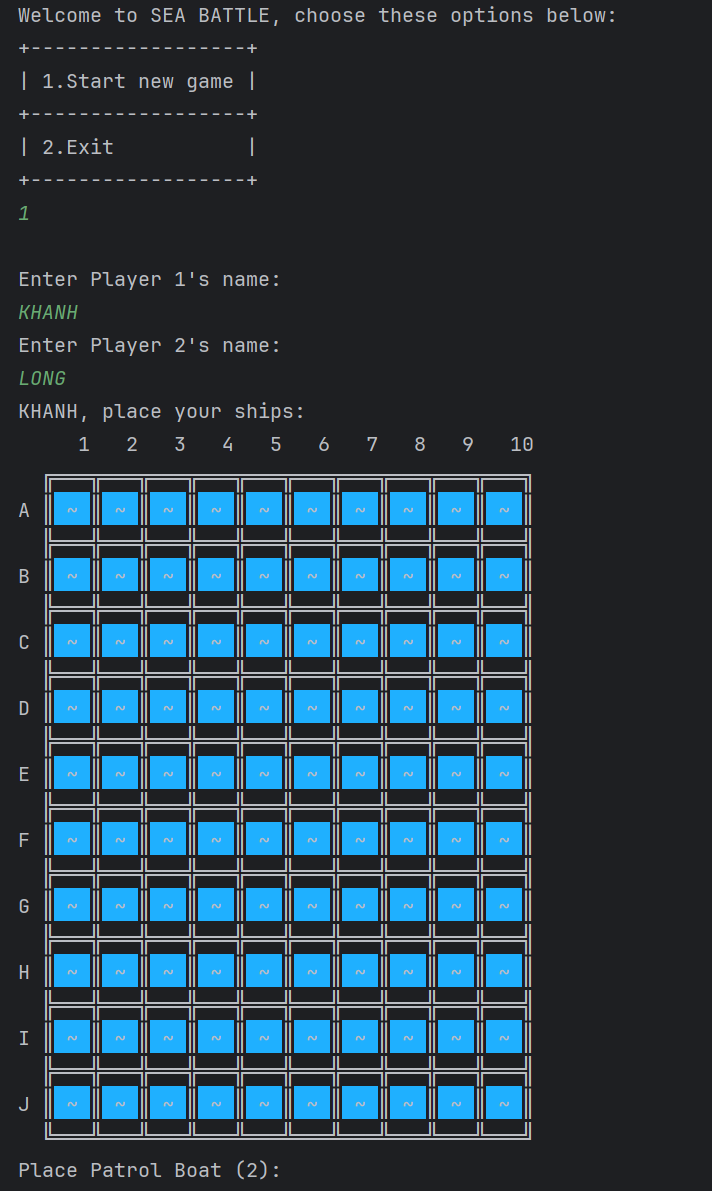 Welcome to SEA BATTLE, choose these options below:
+------------------+
| 1.Start new game |
+------------------+
| 2.Exit           |
+------------------+
1
Enter Player 1's name:
KHANH
Enter Player 2's name:
LONG
KHANH, place your ships:
1 2 3 4 5 6 7 8 9 10
A ~ ~ ~ ~ ~ ~ ~ ~ ~ ~
B ~ ~ ~ ~ ~ ~ ~ ~ ~ ~
C ~ ~ ~ ~ ~ ~ ~ ~ ~ ~
D ~ ~ ~ ~ ~ ~ ~ ~ ~ ~
E ~ ~ ~ ~ ~ ~ ~ ~ ~ ~
F ~ ~ ~ ~ ~ ~ ~ ~ ~ ~
G ~ ~ ~ ~ ~ ~ ~ ~ ~ ~
H ~ ~ ~ ~ ~ ~ ~ ~ ~ ~
I ~ ~ ~ ~ ~ ~ ~ ~ ~ ~
J ~ ~ ~ ~ ~ ~ ~ ~ ~ ~
Place Patrol Boat (2):